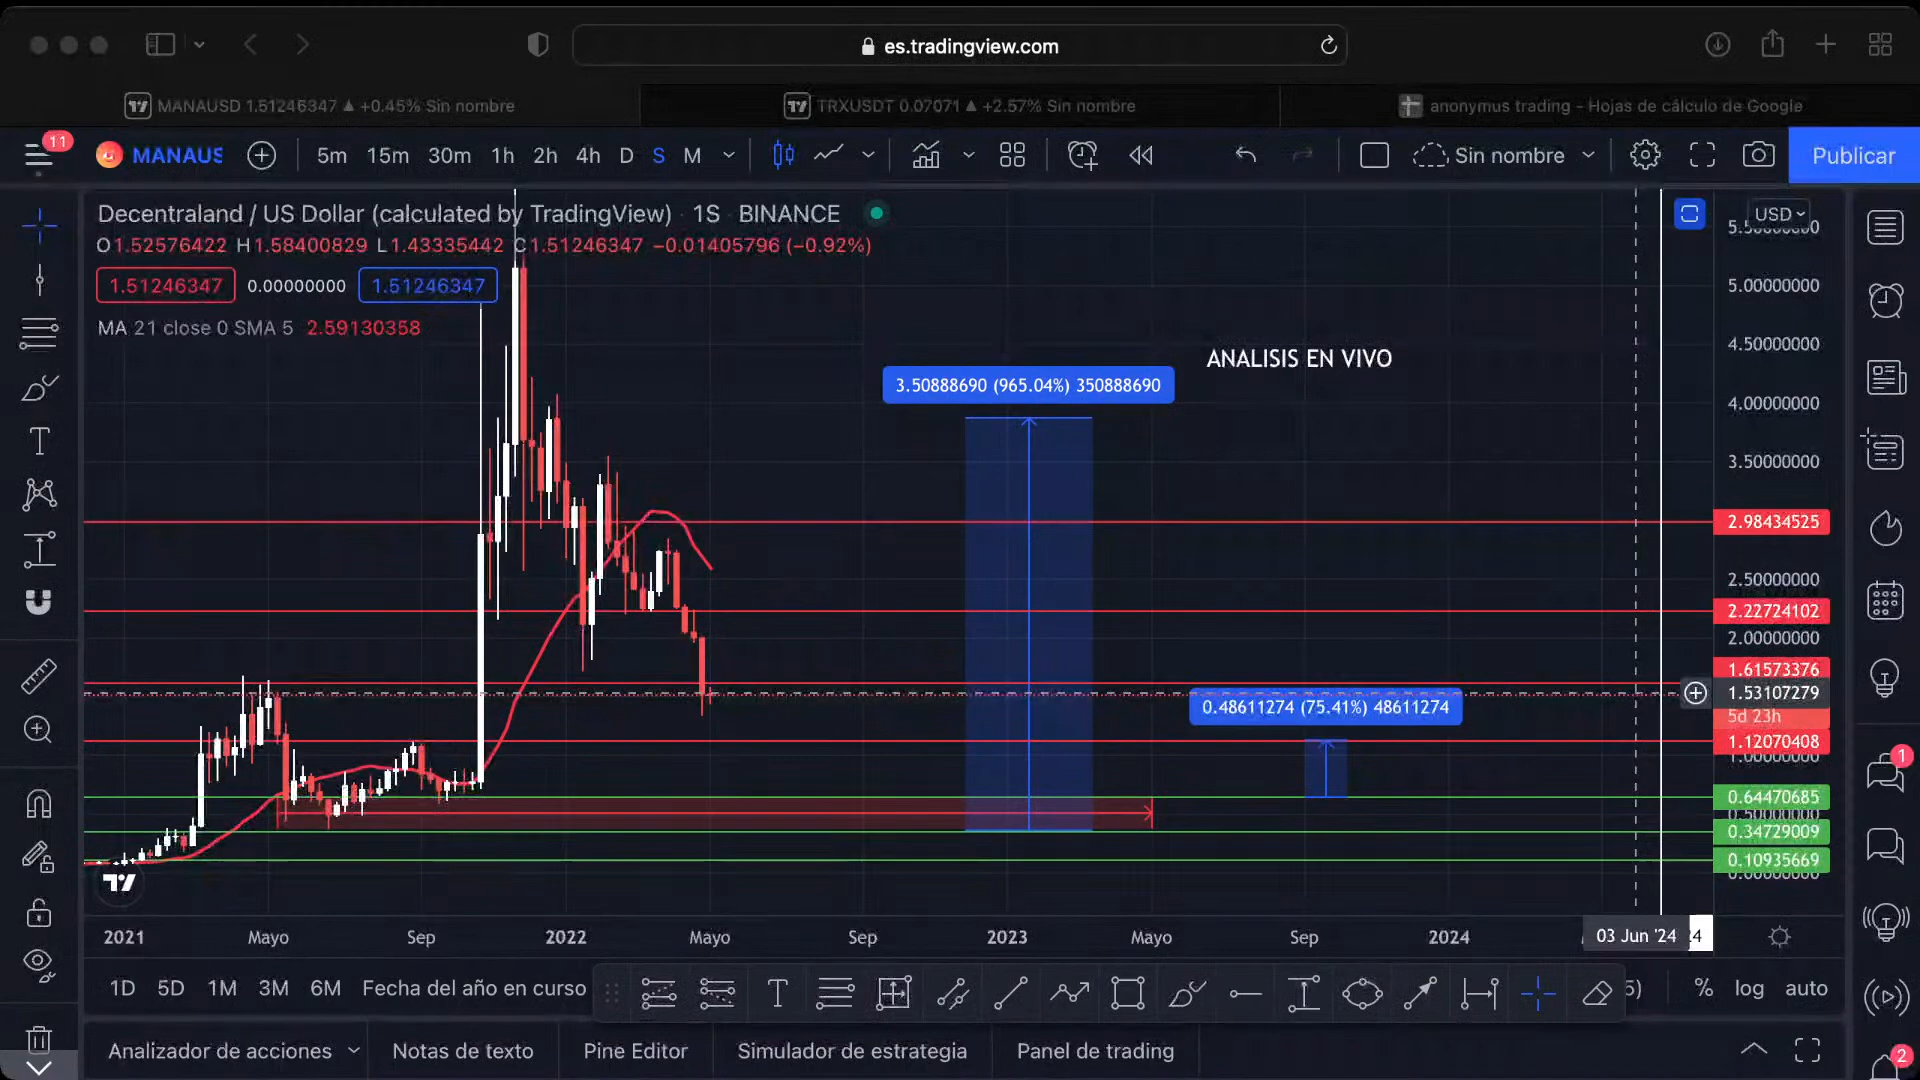 es.tradingview.com
MANAUSD 1.51246347 ▲ +0.45% Sin nombre
TRXUSDT 0.07071 ▲ +2.57% Sin nombre
anonymus trading - Hojas de cálculo de Google
11
MANAUS
5m 15m 30m 1h 2h 4h D S M
Sin nombre
Publicar
Decentraland / US Dollar (calculated by TradingView) · 1S · BINANCE
USD
O1.52576422 H1.58400829 L1.43335442 C1.51246347 −0.01405796 (−0.92%)
1.51246347 0.00000000 1.51246347
MA 21 close 0 SMA 5 2.59130358
ANALISIS EN VIVO
3.50888690 (965.04%) 350888690
0.48611274 (75.41%) 48611274
5.00000000
4.50000000
4.00000000
3.50000000
2.98434525
2.50000000
2.22724102
2.00000000
1.61573376
1.53107279
5d 23h
1.12070408
1.00000000
0.64470685
0.50000000
0.34729009
0.10935669
0.00000000
1
2021 Mayo Sep 2022 Mayo Sep 2023 Mayo Sep 2024 03 Jun '24
1D 5D 1M 3M 6M Fecha del año en curso
% log auto
Analizador de acciones Notas de texto Pine Editor Simulador de estrategia Panel de trading
2